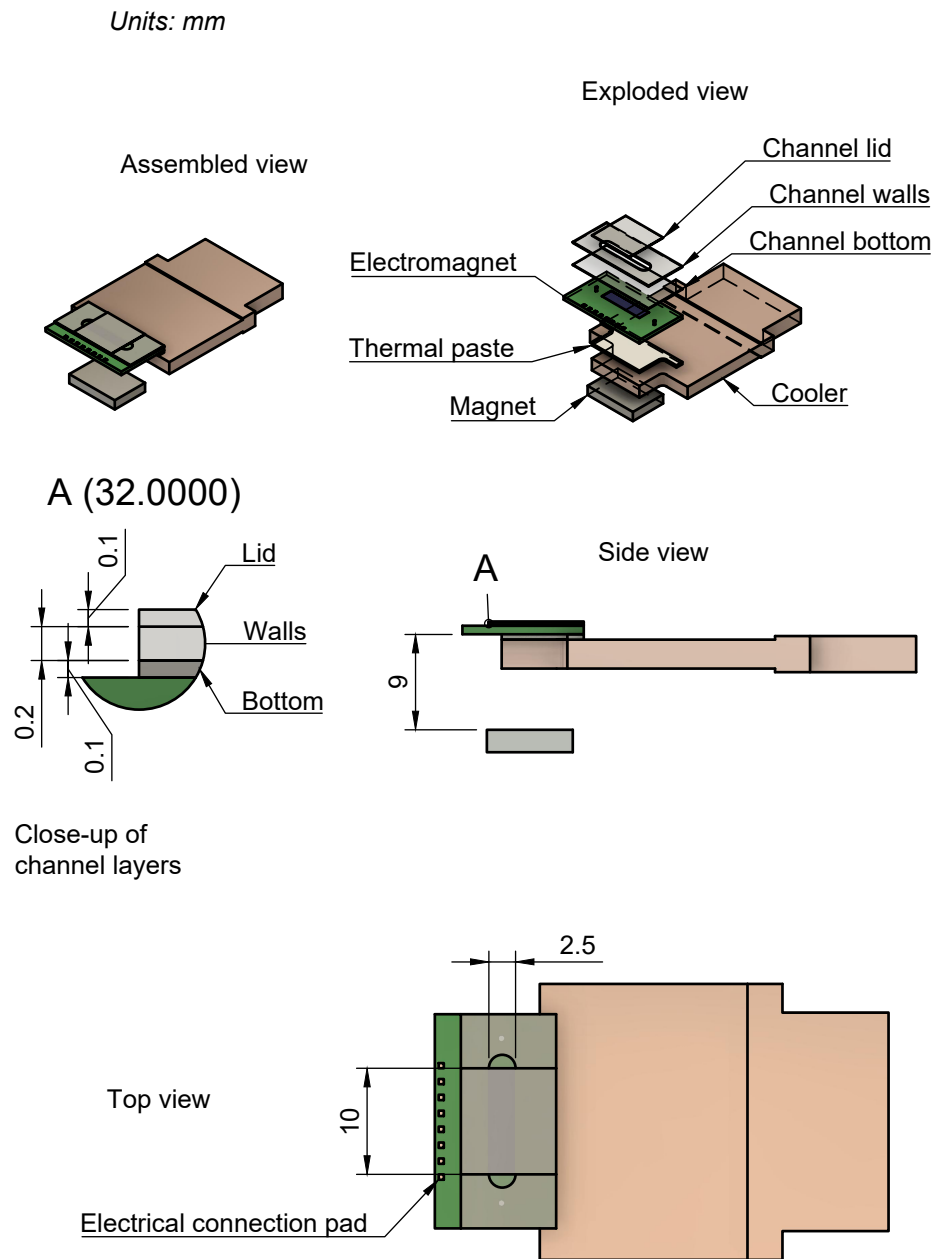 Units: mm
Exploded view
Assembled view
Channel lid
Channel walls
Channel bottom
Electromagnet
Thermal paste
Magnet
Cooler
A (32.0000)
0.1
Lid
Walls
Bottom
0.2
0.1
Close-up of
channel layers
Side view
A
9
2.5
Top view
10
Electrical connection pad